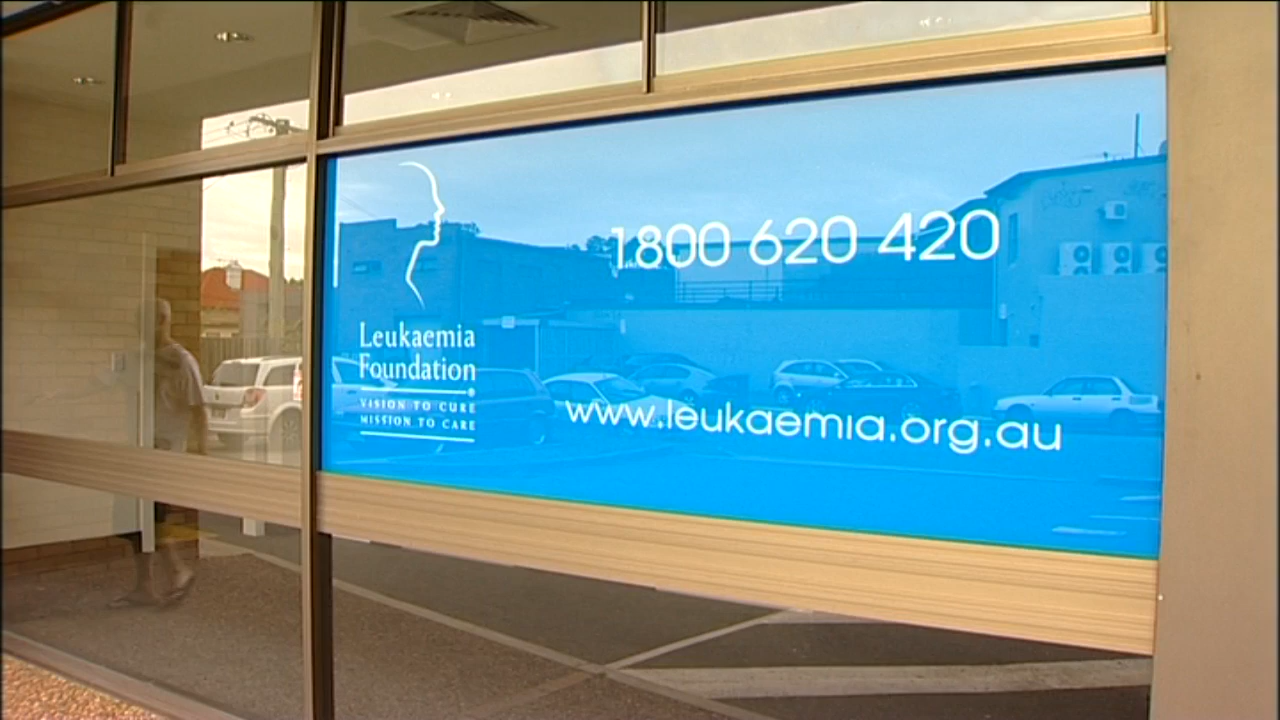 1800 620 420
Leukaemia
Foundation
VISION TO CURE
MISSION TO CARE
www.leukaemia.org.au